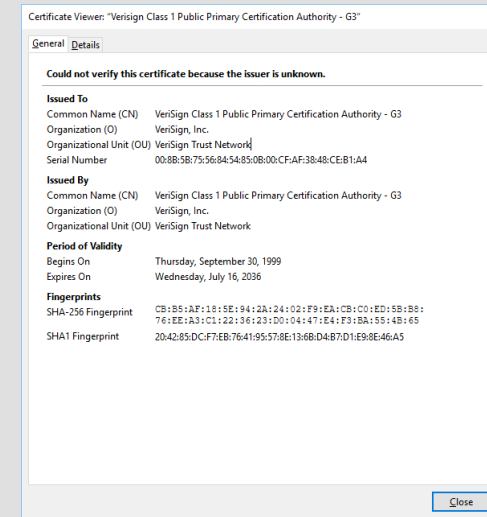 Certificate Viewer: "Verisign Class 1 Public Primary Certification Authority - G3"
General Details
Could not verify this certificate because the issuer is unknown.
Issued To
Common Name (CN) VeriSign Class 1 Public Primary Certification Authority - G3
Organization (O) VeriSign, Inc.
Organizational Unit (OU) VeriSign Trust Network
Serial Number 00:8B:5B:75:56:84:54:85:0B:00:CF:AF:38:48:CE:B1:A4
Issued By
Common Name (CN) VeriSign Class 1 Public Primary Certification Authority - G3
Organization (O) VeriSign, Inc.
Organizational Unit (OU) VeriSign Trust Network
Period of Validity
Begins On Thursday, September 30, 1999
Expires On Wednesday, July 16, 2036
Fingerprints
SHA-256 Fingerprint CB:B5:AF:18:5E:94:2A:24:02:F9:EA:CB:C0:ED:5B:B8:
76:EE:A3:C1:22:36:23:D0:04:47:E4:F3:BA:55:4B:65
SHA1 Fingerprint 20:42:85:DC:F7:EB:76:41:95:57:8E:13:6B:D4:B7:D1:E9:8E:46:A5
Close